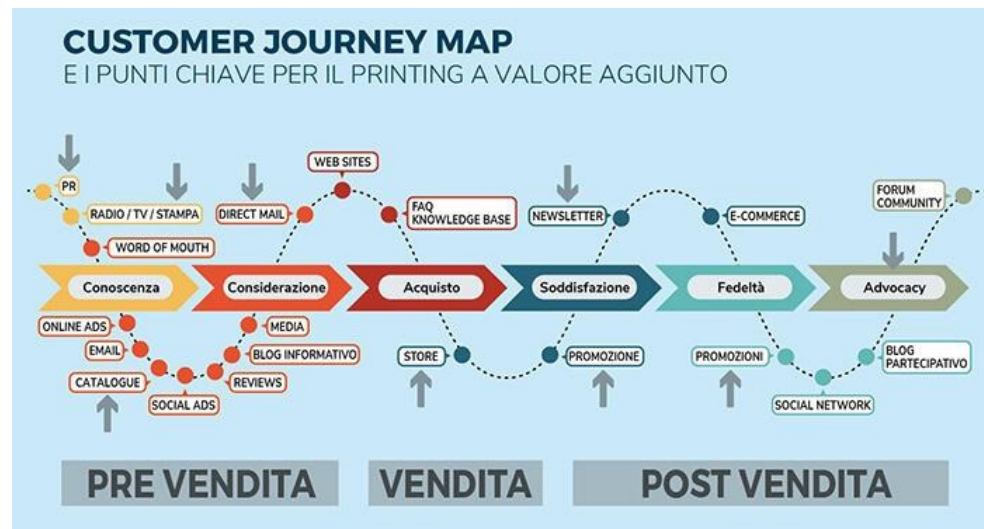 CUSTOMER JOURNEY MAP
E I PUNTI CHIAVE PER IL PRINTING A VALORE AGGIUNTO
PR
RADIO / TV / STAMPA
WORD OF MOUTH
DIRECT MAIL
WEB SITES
FAQ
KNOWLEDGE BASE
NEWSLETTER
E-COMMERCE
FORUM
COMMUNITY
Conoscenza
Considerazione
Acquisto
Soddisfazione
Fedeltà
Advocacy
ONLINE ADS
EMAIL
CATALOGUE
SOCIAL ADS
REVIEWS
BLOG INFORMATIVO
MEDIA
STORE
PROMOZIONE
PROMOZIONI
SOCIAL NETWORK
BLOG
PARTECIPATIVO
PRE VENDITA
VENDITA
POST VENDITA